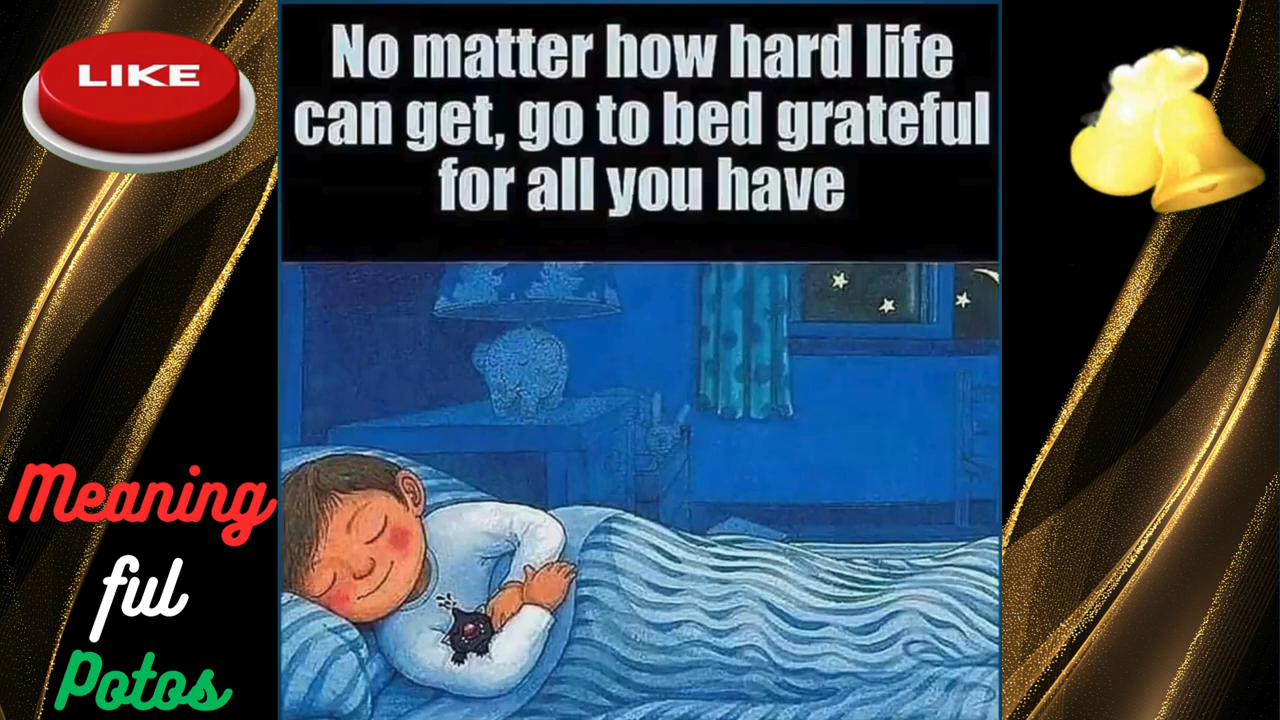 LIKE
No matter how hard life
can get, go to bed grateful
for all you have
Meaning
ful
Potos